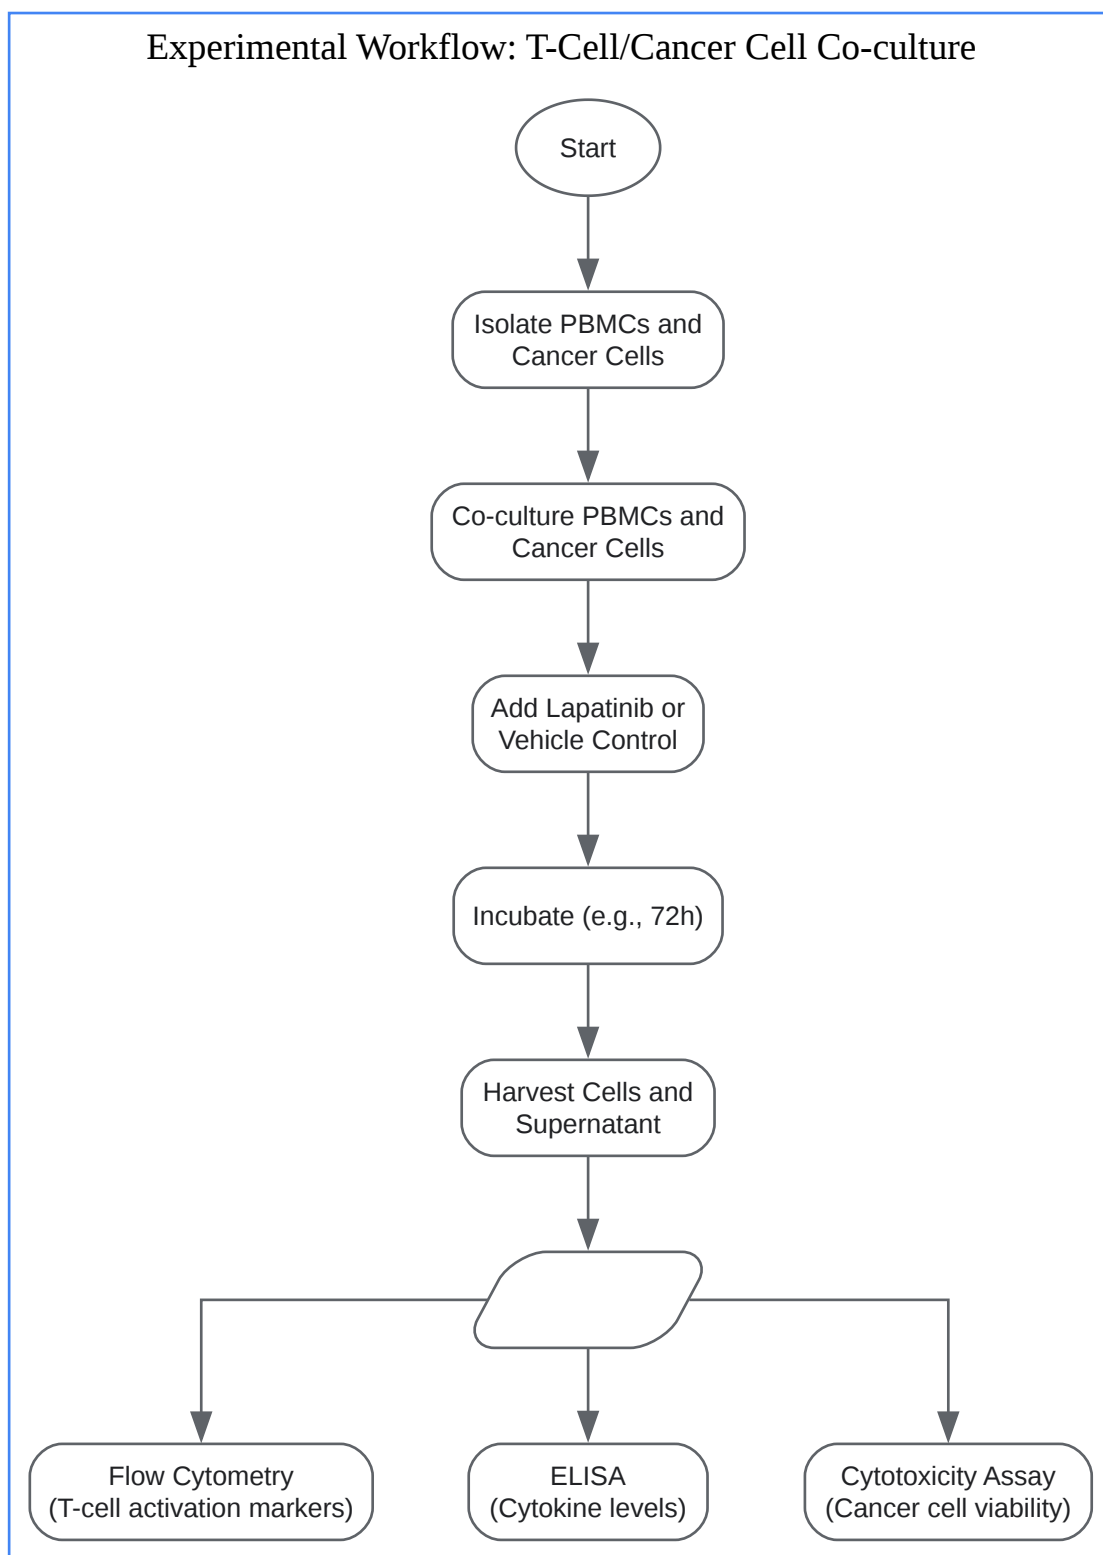 Experimental Workflow: T-Cell/Cancer Cell Co-culture
Start
Isolate PBMCs and
Cancer Cells
Co-culture PBMCs and
Cancer Cells
Add Lapatinib or
Vehicle Control
Incubate (e.g., 72h)
Harvest Cells and
Supernatant
Flow Cytometry
(T-cell activation markers)
ELISA
(Cytokine levels)
Cytotoxicity Assay
(Cancer cell viability)